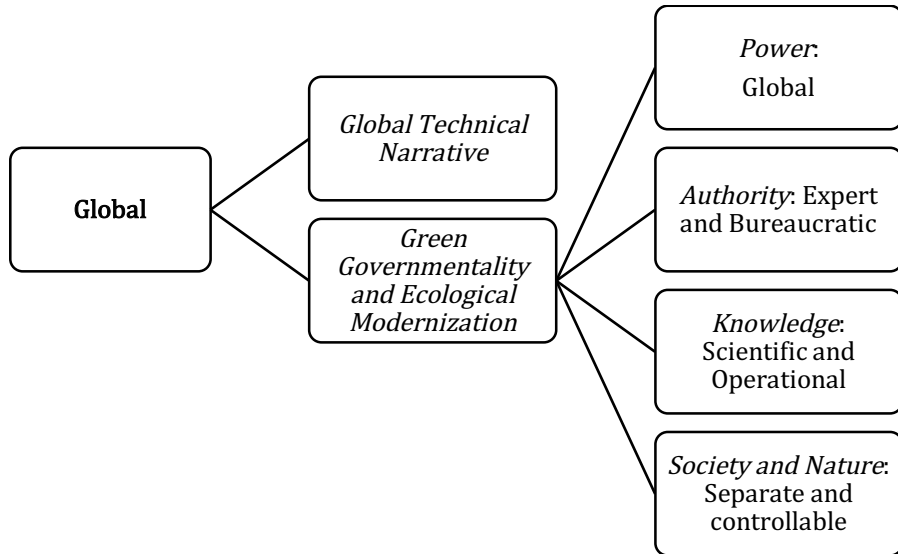 Global
Global Technical
Narrative
Green
Governmentality
and Ecological
Modernization
Power:
Global
Authority: Expert
and Bureaucratic
Knowledge:
Scientific and
Operational
Society and Nature:
Separate and
controllable